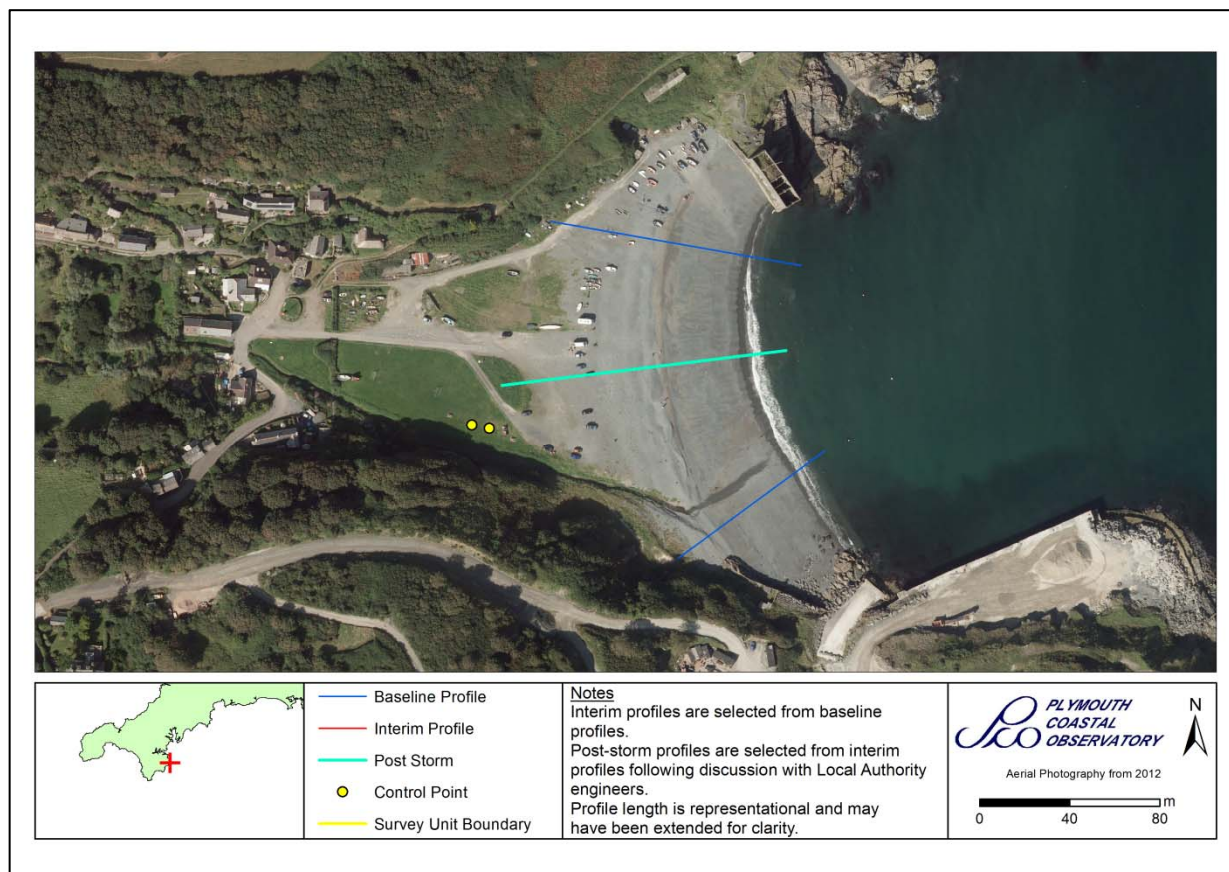 Baseline Profile
Interim Profile
Post Storm
Control Point
Survey Unit Boundary
Notes
Interim profiles are selected from baseline
profiles.
Post-storm profiles are selected from interim
profiles following discussion with Local Authority
engineers.
Profile length is representational and may
have been extended for clarity.
PLYMOUTH
COASTAL
OBSERVATORY
N
Aerial Photography from 2012
m
0 40 80